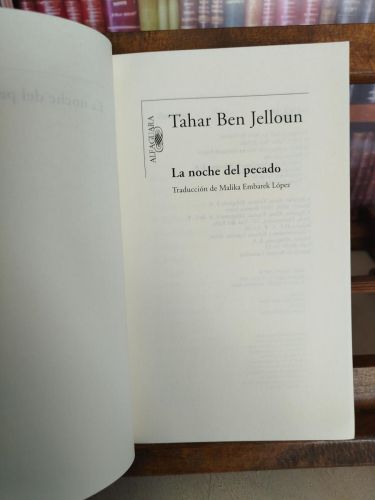 Tahar Ben Jelloun
ALFAGUARA
La noche del pecado
Traducción de Malika Embarek López